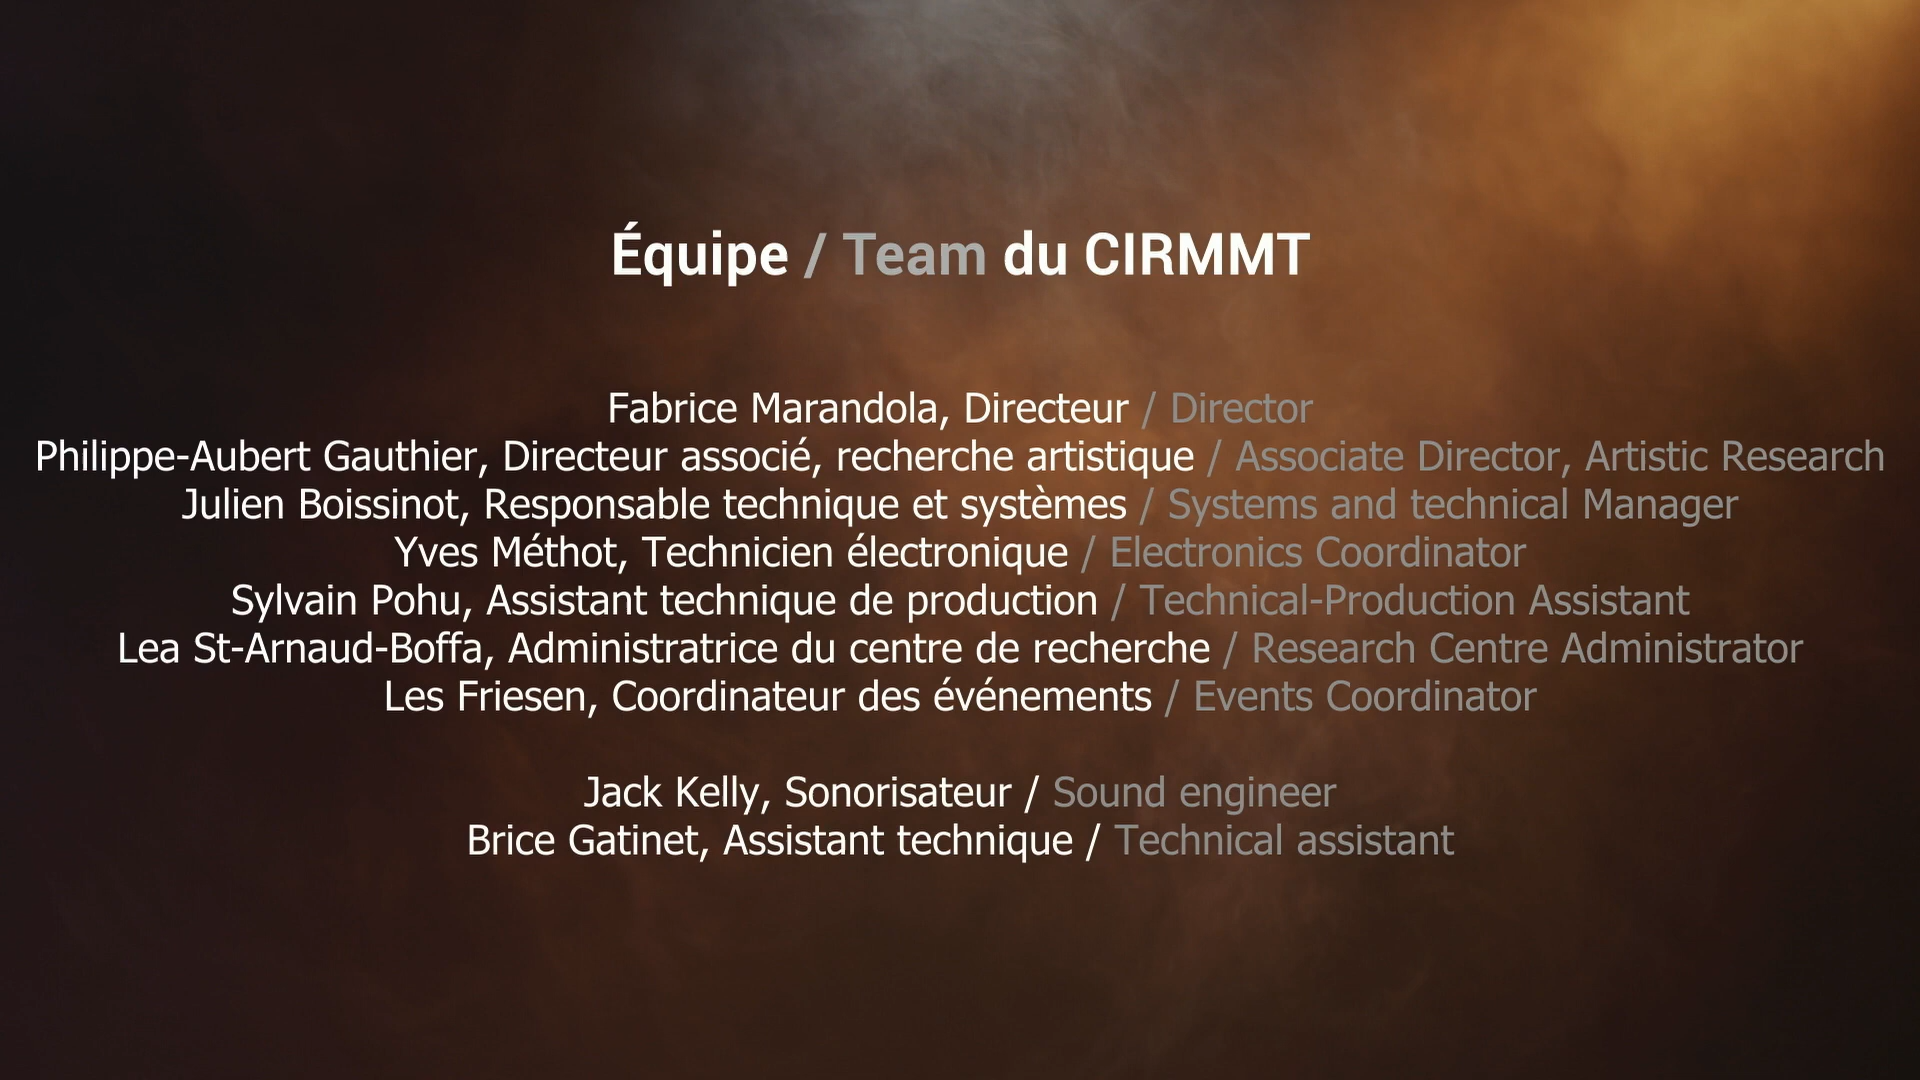 Équipe / Team du CIRMMT
Fabrice Marandola, Directeur / Director
Philippe-Aubert Gauthier, Directeur associé, recherche artistique / Associate Director, Artistic Research
Julien Boissinot, Responsable technique et systèmes / Systems and technical Manager
Yves Méthot, Technicien électronique / Electronics Coordinator
Sylvain Pohu, Assistant technique de production / Technical-Production Assistant
Lea St-Arnaud-Boffa, Administratrice du centre de recherche / Research Centre Administrator
Les Friesen, Coordinateur des événements / Events Coordinator
Jack Kelly, Sonorisateur / Sound engineer
Brice Gatinet, Assistant technique / Technical assistant